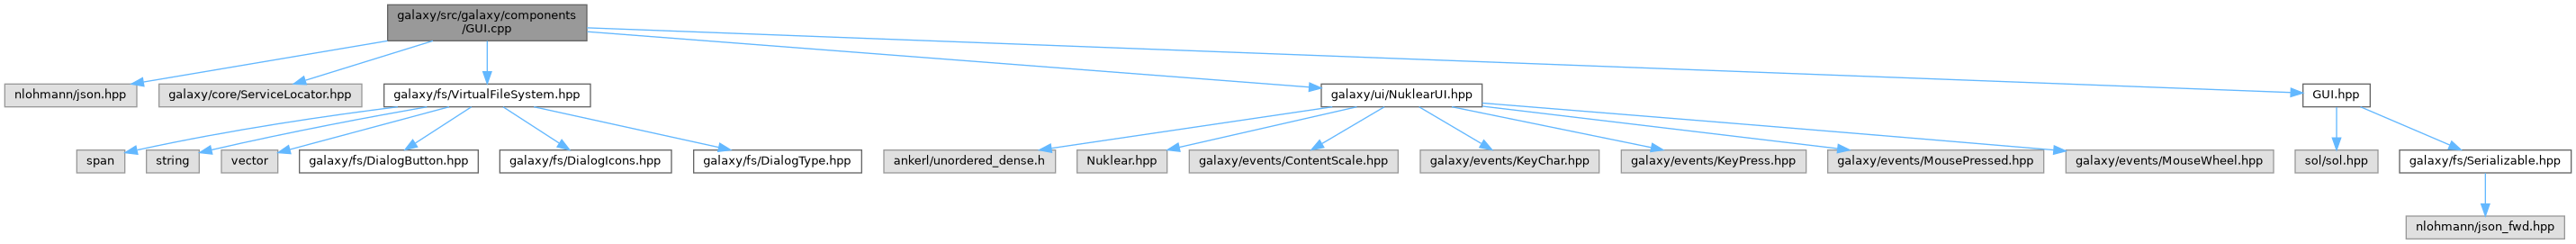 galaxy/src/galaxy/components
/GUI.cpp
nlohmann/json.hpp
galaxy/core/ServiceLocator.hpp
galaxy/fs/VirtualFileSystem.hpp
galaxy/ui/NuklearUI.hpp
GUI.hpp
span
string
vector
galaxy/fs/DialogButton.hpp
galaxy/fs/DialogIcons.hpp
galaxy/fs/DialogType.hpp
ankerl/unordered_dense.h
Nuklear.hpp
galaxy/events/ContentScale.hpp
galaxy/events/KeyChar.hpp
galaxy/events/KeyPress.hpp
galaxy/events/MousePressed.hpp
galaxy/events/MouseWheel.hpp
sol/sol.hpp
galaxy/fs/Serializable.hpp
nlohmann/json_fwd.hpp